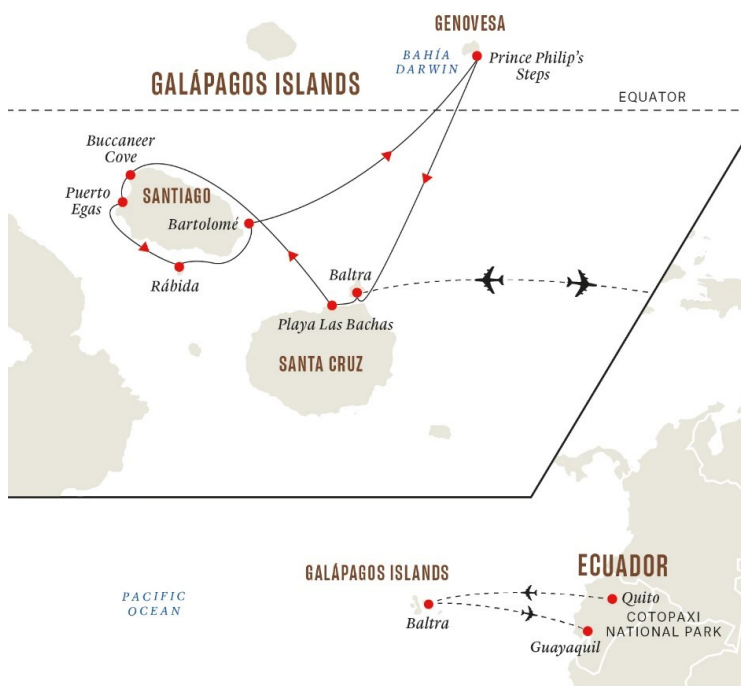 GENOVESA
BAHÍA
DARWIN
Prince Philip's
Steps
GALÁPAGOS ISLANDS
EQUATOR
Buccaneer
Cove
Puerto
Egas
SANTIAGO
Bartolomé
Rábida
Baltra
Playa Las Bachas
SANTA CRUZ
GALÁPAGOS ISLANDS
ECUADOR
PACIFIC
OCEAN
Baltra
Quito
COTOPAXI
NATIONAL PARK
Guayaquil